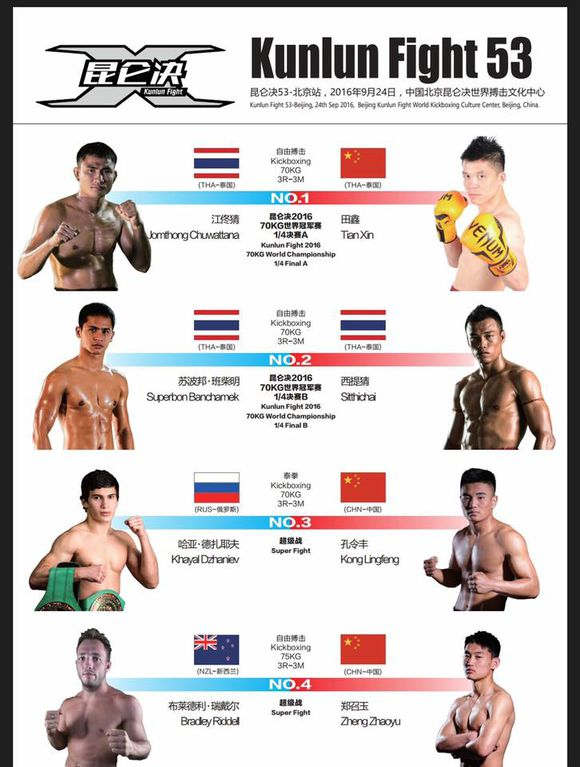 昆仑决
Kunlun Fight
Kunlun Fight 53
昆仑决53-北京站，2016年9月24日，中国北京昆仑决世界搏击文化中心
Kunlun Fight 53-Beijing, 24th Sep 2016, Beijing Kunlun Fight World Kickboxing Culture Center, Beijing, China.
(THA-泰国)
自由搏击
Kickboxing
70KG
3R-3M
(THA-泰国)
NO.1
江佟猜
Jomthong Chuwattana
昆仑决2016
70KG世界冠军赛
1/4决赛A
Kunlun Fight 2016
70KG World Championship
1/4 Final A
田鑫
Tian Xin
VENUM
(THA-泰国)
自由搏击
Kickboxing
70KG
3R-3M
(THA-泰国)
NO.2
苏波邦·班柴明
Superbon Banchamek
昆仑决2016
70KG世界冠军赛
1/4决赛B
Kunlun Fight 2016
70KG World Championship
1/4 Final B
西提猜
Sitthichai
(RUS-俄罗斯)
泰拳
Kickboxing
70KG
3R-3M
(CHN-中国)
NO.3
哈亚·德扎耶夫
Khayal Dzhaniev
超级战
Super Fight
孔令丰
Kong Lingfeng
(NZL-新西兰)
自由搏击
Kickboxing
75KG
3R-3M
(CHN-中国)
NO.4
布莱德利·瑞戴尔
Bradley Riddell
超级战
Super Fight
郑召玉
Zheng Zhaoyu